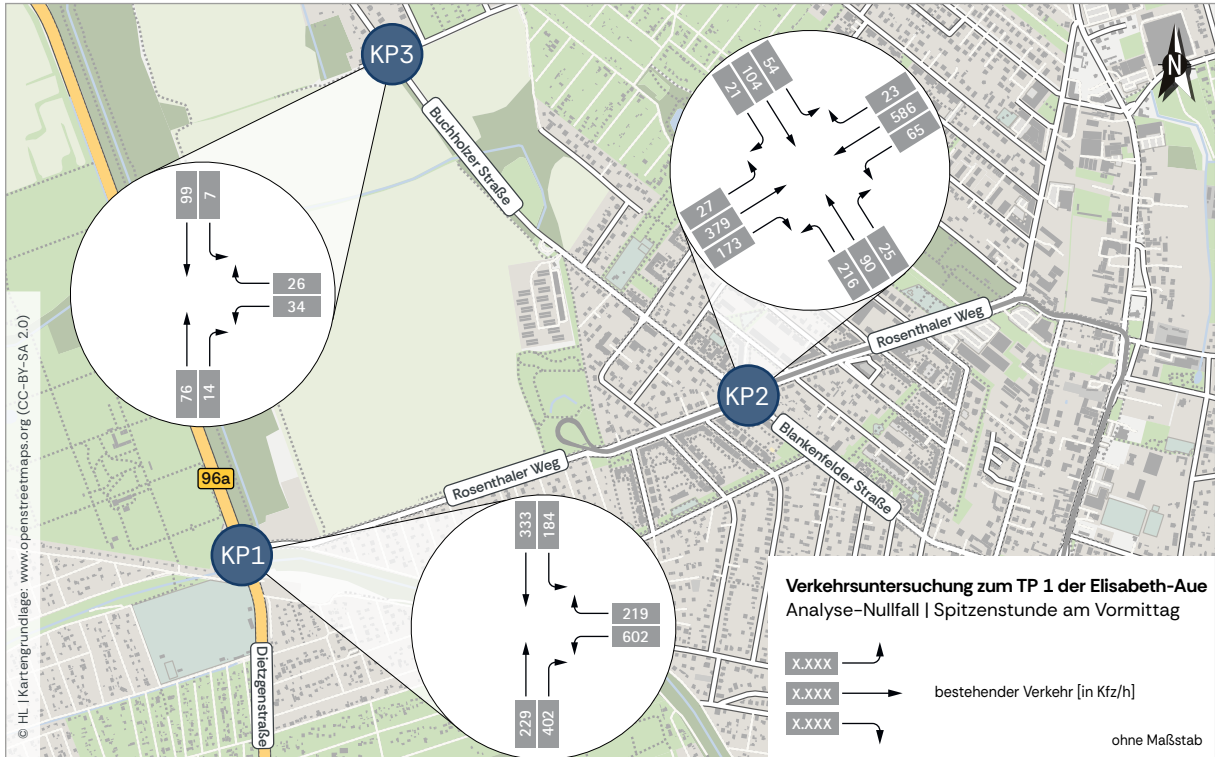 KP3
N
Buchholzer Straße
99
7
26
34
76
14
21
104
54
23
586
65
27
379
173
216
90
25
Rosenthaler Weg
KP2
Blankenfelder Straße
Rosenthaler Weg
96a
KP1
Dietzgenstraße
333
184
219
602
229
402
Verkehrsuntersuchung zum TP 1 der Elisabeth-Aue
Analyse-Nullfall | Spitzenstunde am Vormittag
X.XXX
X.XXX
bestehender Verkehr [in Kfz/h]
X.XXX
ohne Maßstab
© HL | Kartengrundlage: www.openstreetmaps.org (CC-BY-SA 2.0)